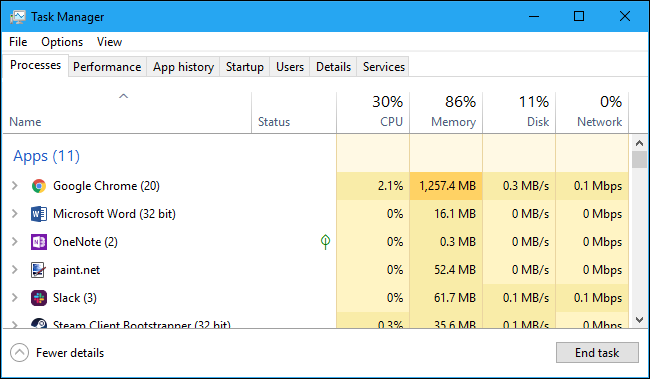 Task Manager
File Options View
Processes Performance App history Startup Users Details Services
30% 86% 11% 0%
Name Status CPU Memory Disk Network
Apps (11)
Google Chrome (20) 2.1% 1,257.4 MB 0.3 MB/s 0.1 Mbps
Microsoft Word (32 bit) 0% 16.1 MB 0 MB/s 0 Mbps
OneNote (2) 0% 0.3 MB 0 MB/s 0 Mbps
paint.net 0% 52.4 MB 0 MB/s 0 Mbps
Slack (3) 0% 61.7 MB 0.1 MB/s 0.1 Mbps
Steam Client Bootstrapper (32 bit) 0.3% 35.6 MB 0.1 MB/s 0 Mbps
Fewer details End task